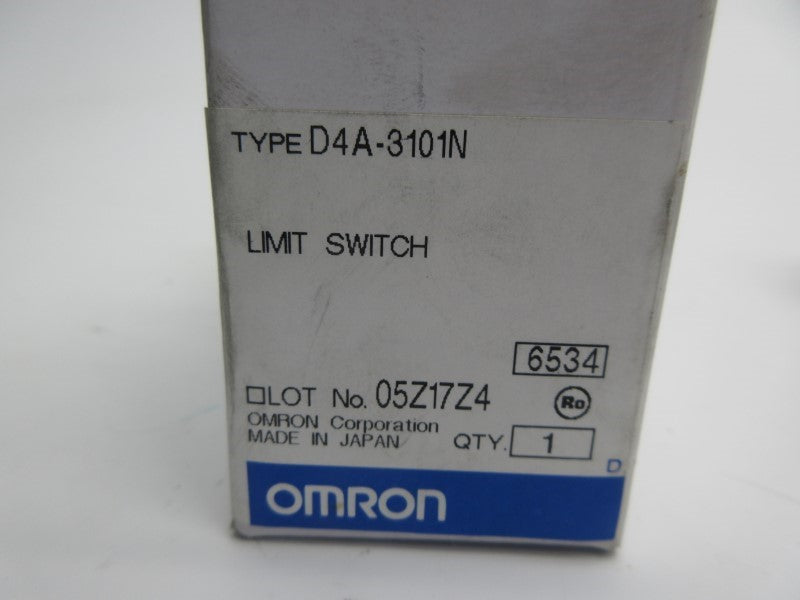 TYPE D4A-3101N
LIMIT SWITCH
6534
□LOT No. 05Z17Z4
Ro
OMRON Corporation
MADE IN JAPAN QTY. 1
D
OMRON